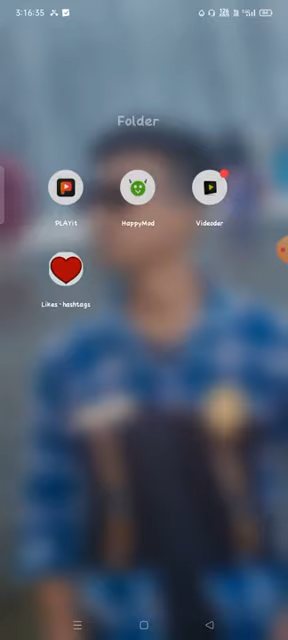 3:16:35
Folder
PLAYit
HappyMod
Videoder
Likes - hashtags